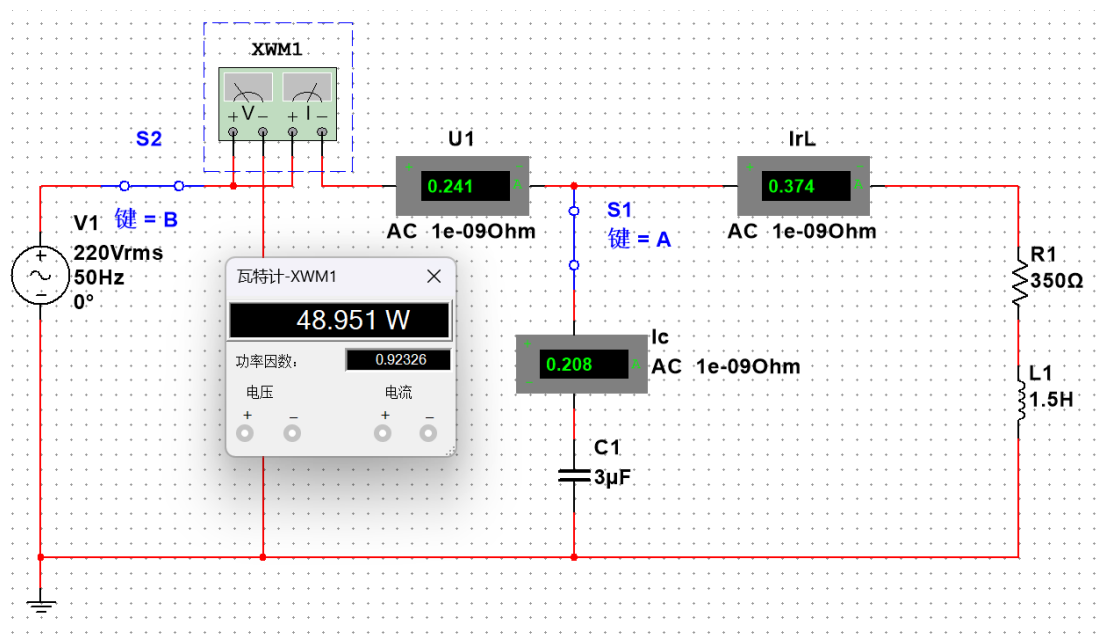 XWM1
V I
+ − + −
S2
键 = B
U1
+ −
0.241 A
AC 1e-09Ohm
IrL
+ −
0.374 A
AC 1e-09Ohm
S1
键 = A
V1
220Vrms
50Hz
0°
+
−
瓦特计-XWM1
48.951 W
功率因数: 0.92326
电压 电流
+ − + −
Ic
+
0.208 A
−
AC 1e-09Ohm
C1
3µF
R1
350Ω
L1
1.5H